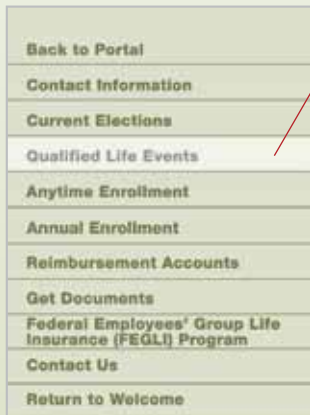 Back to Portal
Contact Information
Current Elections
Qualified Life Events
Anytime Enrollment
Annual Enrollment
Reimbursement Accounts
Get Documents
Federal Employees' Group Life
Insurance (FEGLI) Program
Contact Us
Return to Welcome